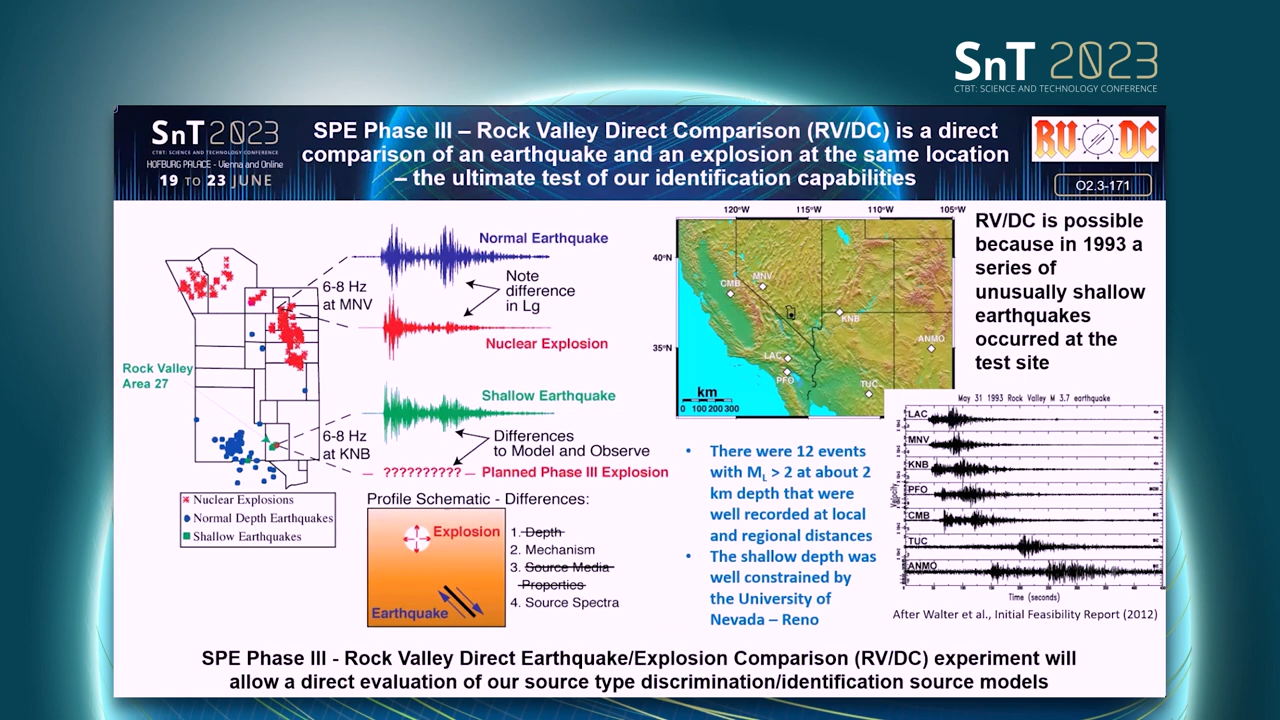 SnT 2023
CTBT: SCIENCE AND TECHNOLOGY CONFERENCE
SnT 2023
CTBT: SCIENCE AND TECHNOLOGY CONFERENCE
HOFBURG PALACE - Vienna and Online
19 TO 23 JUNE
SPE Phase III – Rock Valley Direct Comparison (RV/DC) is a direct
comparison of an earthquake and an explosion at the same location
– the ultimate test of our identification capabilities
RV DC
O2.3-171
Normal Earthquake
6-8 Hz
at MNV
Note
difference
in Lg
Nuclear Explosion
Rock Valley
Area 27
Shallow Earthquake
6-8 Hz
at KNB
Differences
to Model and Observe
?????????? Planned Phase III Explosion
Nuclear Explosions
Normal Depth Earthquakes
Shallow Earthquakes
Profile Schematic - Differences:
Explosion
Earthquake
1. Depth
2. Mechanism
3. Source Media
Properties
4. Source Spectra
120°W 115°W 110°W 105°W
40°N
35°N
MNV
CMB
KNB
ANMO
LAC
PFO
TUC
km
0 100 200 300
RV/DC is possible
because in 1993 a
series of
unusually shallow
earthquakes
occurred at the
test site
• There were 12 events
with ML > 2 at about 2
km depth that were
well recorded at local
and regional distances
• The shallow depth was
well constrained by
the University of
Nevada – Reno
May 31 1993 Rock Valley M 3.7 earthquake
LAC
MNV
KNB
PFO
CMB
TUC
ANMO
Velocity
Time (seconds)
After Walter et al., Initial Feasibility Report (2012)
SPE Phase III - Rock Valley Direct Earthquake/Explosion Comparison (RV/DC) experiment will
allow a direct evaluation of our source type discrimination/identification source models